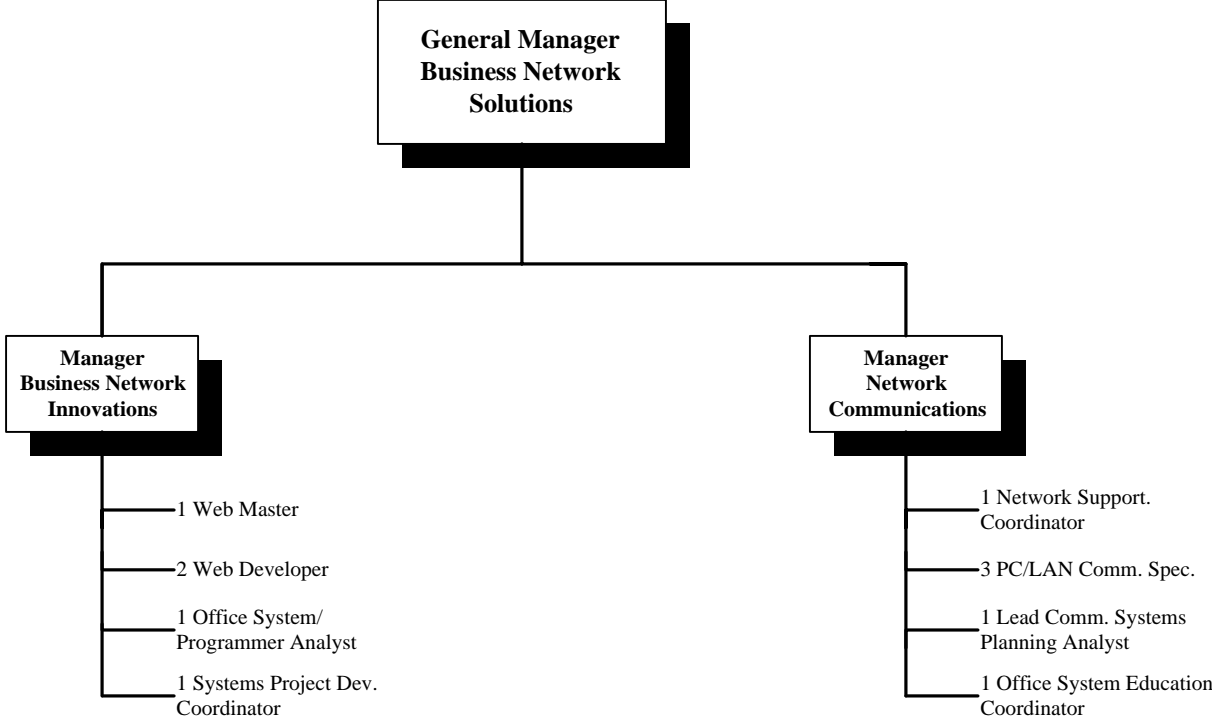 General Manager
Business Network
Solutions
Manager
Business Network
Innovations
Manager
Network
Communications
1 Web Master
2 Web Developer
1 Office System/
Programmer Analyst
1 Systems Project Dev.
Coordinator
1 Network Support.
Coordinator
3 PC/LAN Comm. Spec.
1 Lead Comm. Systems
Planning Analyst
1 Office System Education
Coordinator